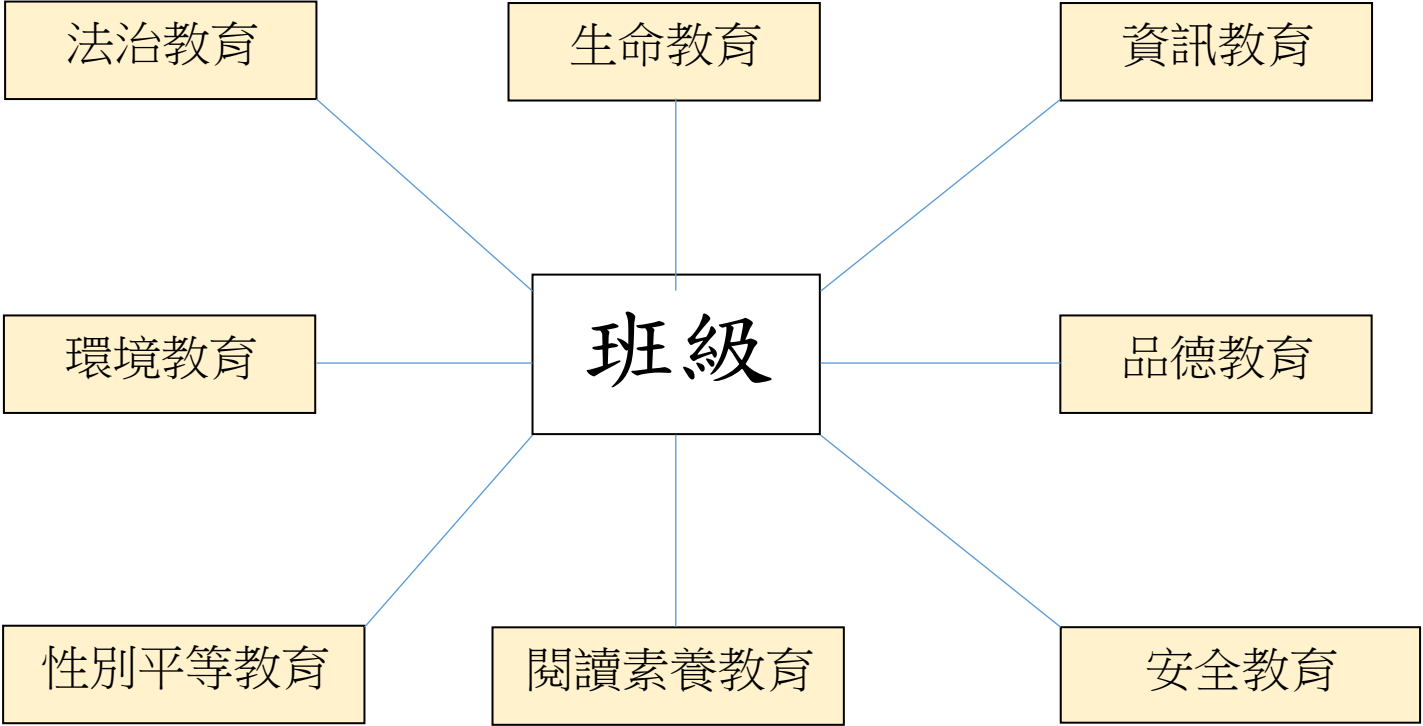 法治教育
生命教育
資訊教育
環境教育
班級
品德教育
性別平等教育
閱讀素養教育
安全教育